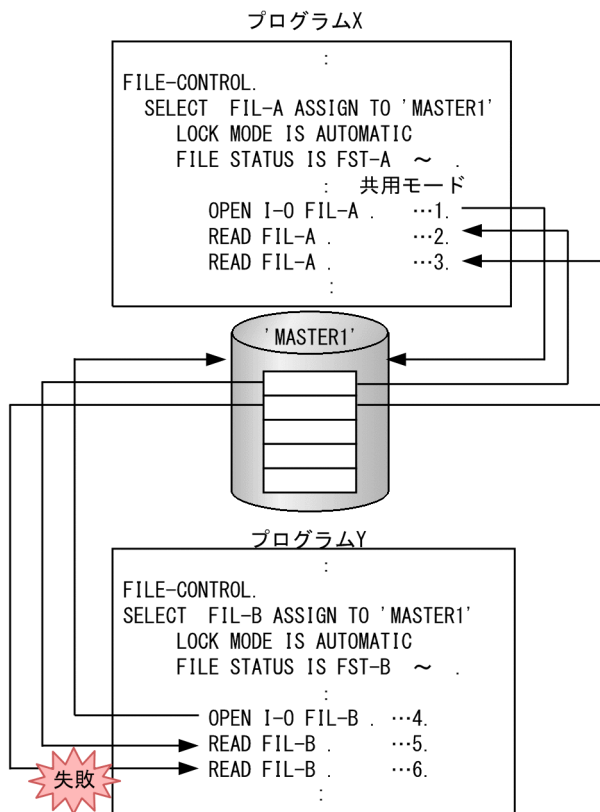 プログラムX
:
FILE-CONTROL.
SELECT FIL-A ASSIGN TO 'MASTER1'
LOCK MODE IS AUTOMATIC
FILE STATUS IS FST-A ～ .
: 共用モード
OPEN I-O FIL-A . …1.
READ FIL-A . …2.
READ FIL-A . …3.
:
'MASTER1'
プログラムY
:
FILE-CONTROL.
SELECT FIL-B ASSIGN TO 'MASTER1'
LOCK MODE IS AUTOMATIC
FILE STATUS IS FST-B ～ .
:
OPEN I-O FIL-B . …4.
READ FIL-B . …5.
READ FIL-B . …6.
失敗
: